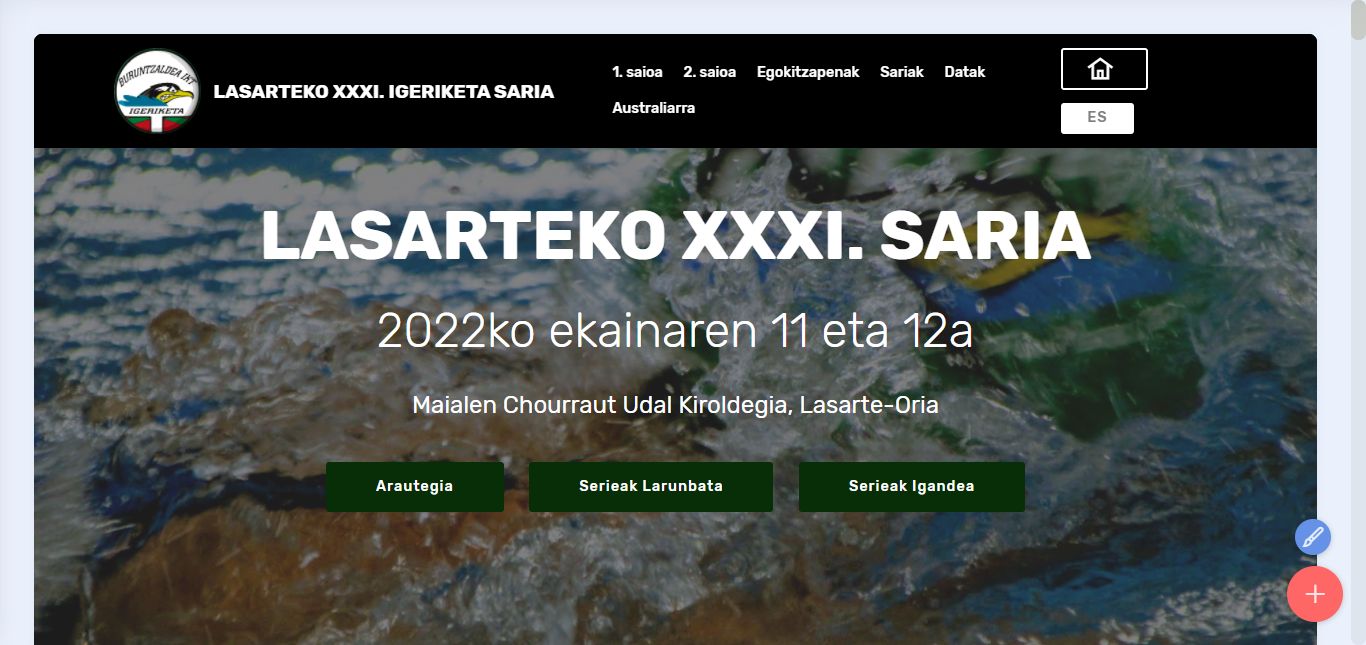 BURUNTZALDEA IKT
IGERIKETA
LASARTEKO XXXI. IGERIKETA SARIA
1. saioa 2. saioa Egokitzapenak Sariak Datak
Australiarra
ES
LASARTEKO XXXI. SARIA
2022ko ekainaren 11 eta 12a
Maialen Chourraut Udal Kiroldegia, Lasarte-Oria
Arautegia Serieak Larunbata Serieak Igandea